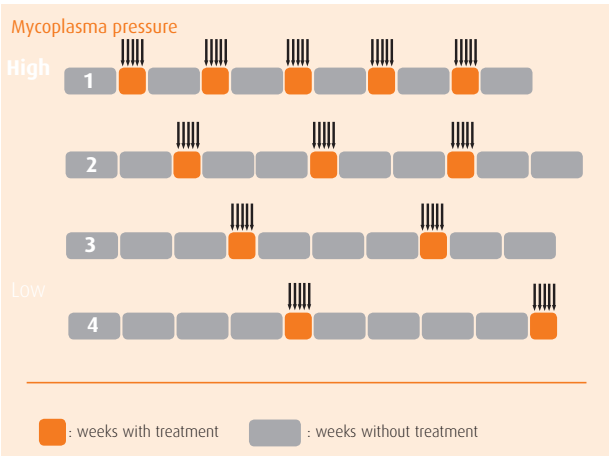 Mycoplasma pressure
High
1
2
3
Low
4
: weeks with treatment
: weeks without treatment